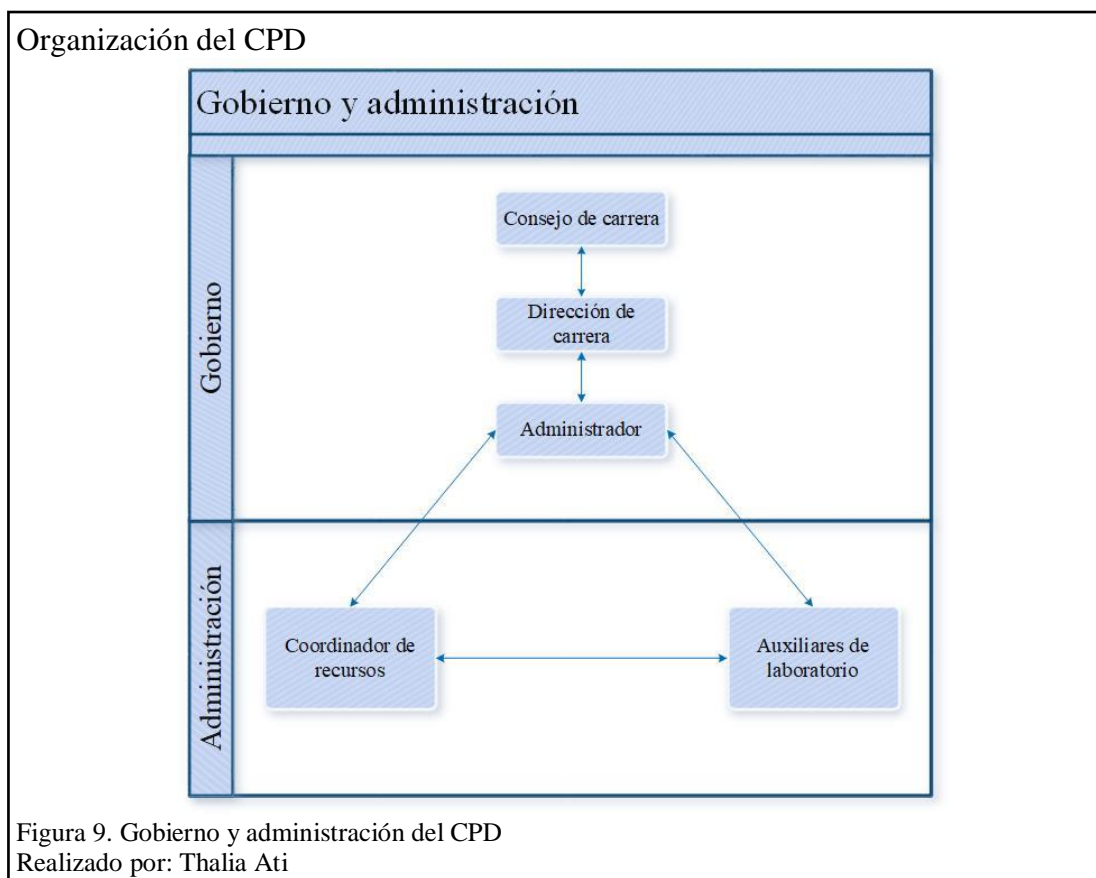 Organización del CPD
Gobierno y administración
Gobierno
Consejo de carrera
Dirección de
carrera
Administrador
Administración
Coordinador de
recursos
Auxiliares de
laboratorio
Figura 9. Gobierno y administración del CPD
Realizado por: Thalia Ati